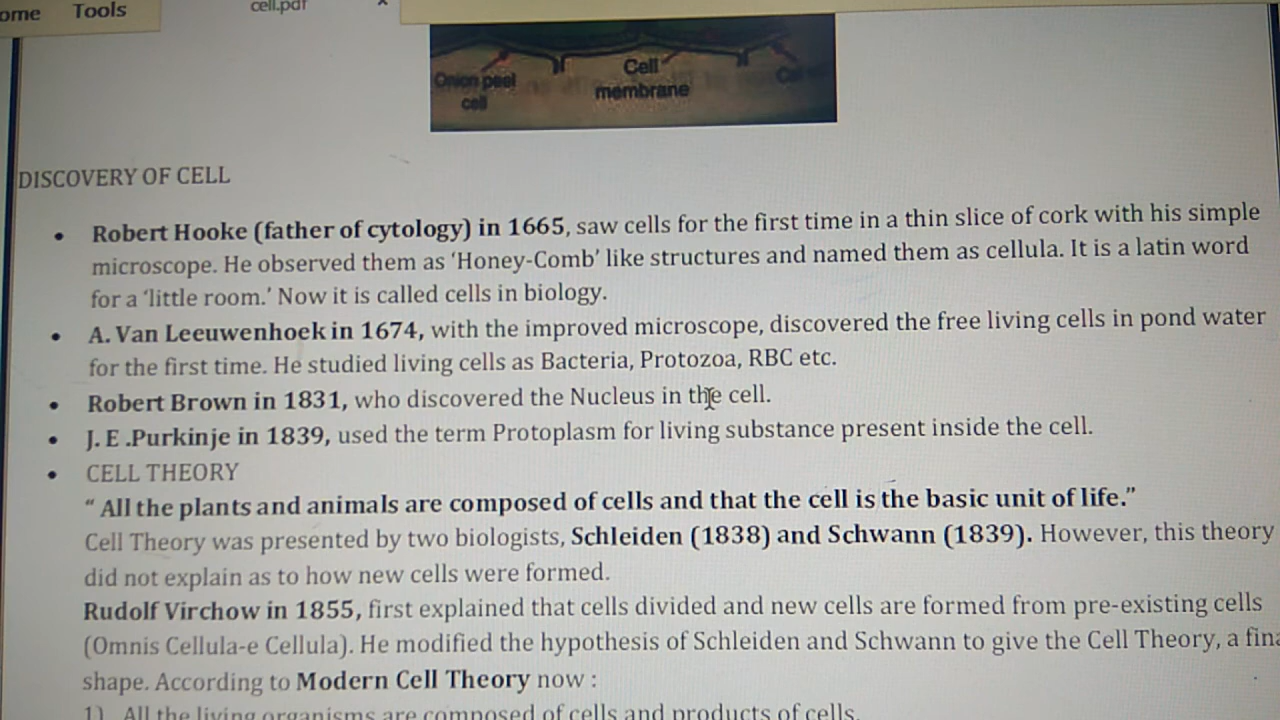 ome Tools cell.pdf
Onion peel
cell
Cell
membrane
DISCOVERY OF CELL
• Robert Hooke (father of cytology) in 1665, saw cells for the first time in a thin slice of cork with his simple
microscope. He observed them as ‘Honey-Comb’ like structures and named them as cellula. It is a latin word
for a ‘little room.’ Now it is called cells in biology.
• A. Van Leeuwenhoek in 1674, with the improved microscope, discovered the free living cells in pond water
for the first time. He studied living cells as Bacteria, Protozoa, RBC etc.
• Robert Brown in 1831, who discovered the Nucleus in the cell.
• J. E .Purkinje in 1839, used the term Protoplasm for living substance present inside the cell.
• CELL THEORY
“ All the plants and animals are composed of cells and that the cell is the basic unit of life.”
Cell Theory was presented by two biologists, Schleiden (1838) and Schwann (1839). However, this theory
did not explain as to how new cells were formed.
Rudolf Virchow in 1855, first explained that cells divided and new cells are formed from pre-existing cells
(Omnis Cellula-e Cellula). He modified the hypothesis of Schleiden and Schwann to give the Cell Theory, a fina
shape. According to Modern Cell Theory now :
1) All the living organisms are composed of cells and products of cells.